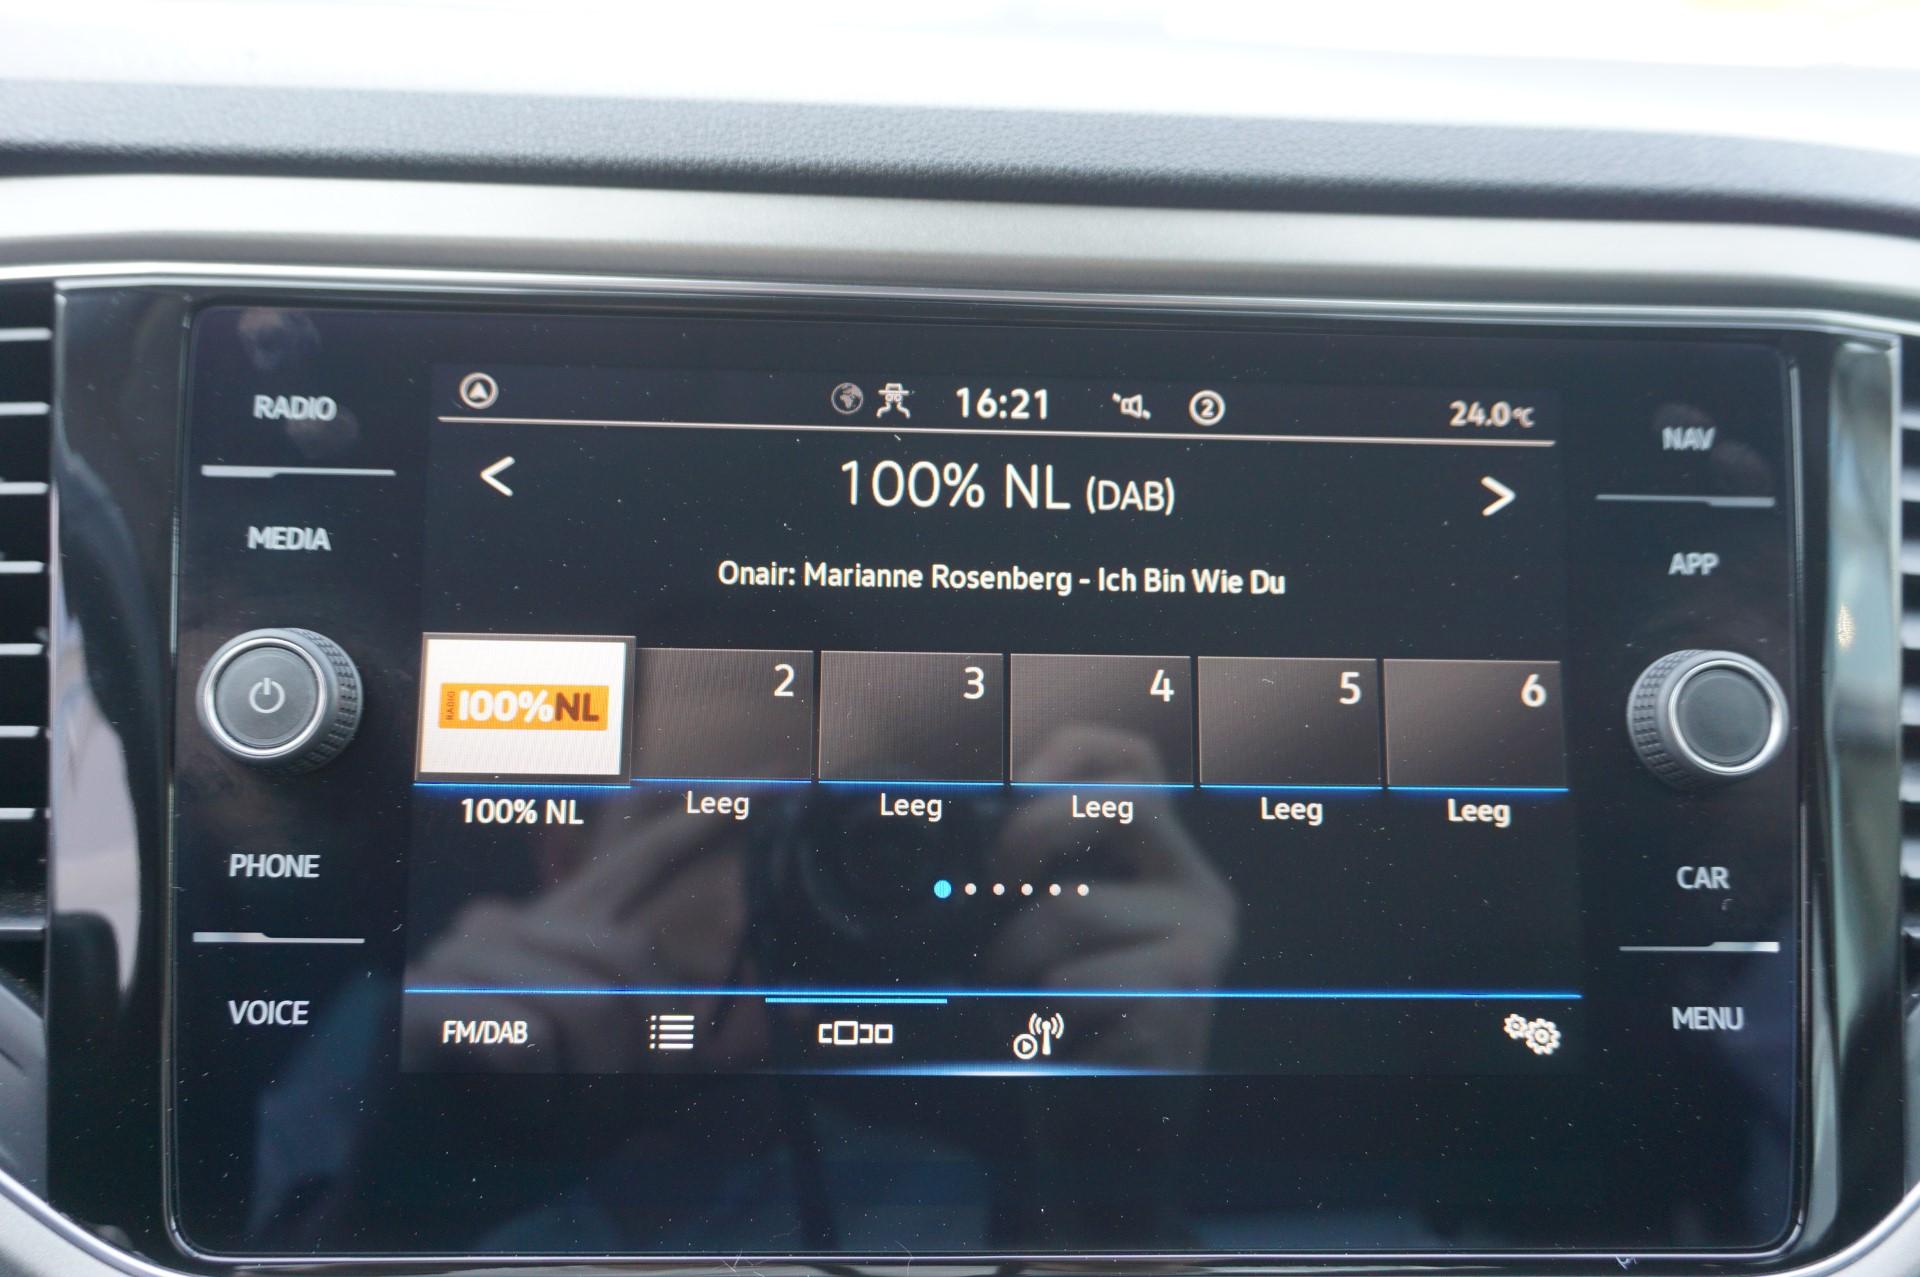 RADIO
MEDIA
PHONE
VOICE
16:21
2
24.0°C
100% NL (DAB)
Onair: Marianne Rosenberg - Ich Bin Wie Du
RADIO 100%NL
2
3
4
5
6
100% NL
Leeg
Leeg
Leeg
Leeg
Leeg
FM/DAB
NAV
APP
CAR
MENU